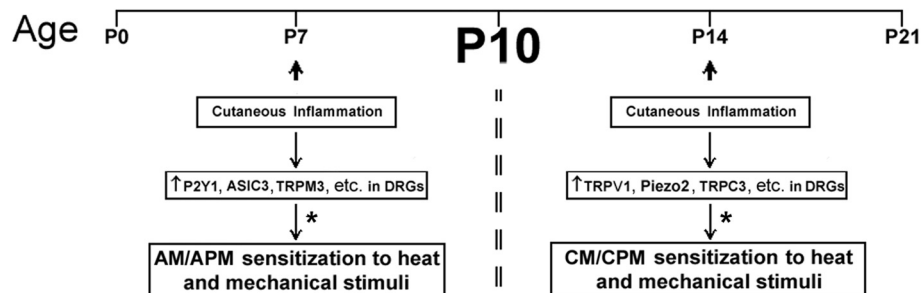 Age
P0 P7 P10 P14 P21
Cutaneous Inflammation
↑P2Y1, ASIC3, TRPM3, etc. in DRGs
*
AM/APM sensitization to heat
and mechanical stimuli
Cutaneous Inflammation
↑TRPV1, Piezo2, TRPC3, etc. in DRGs
*
CM/CPM sensitization to heat
and mechanical stimuli